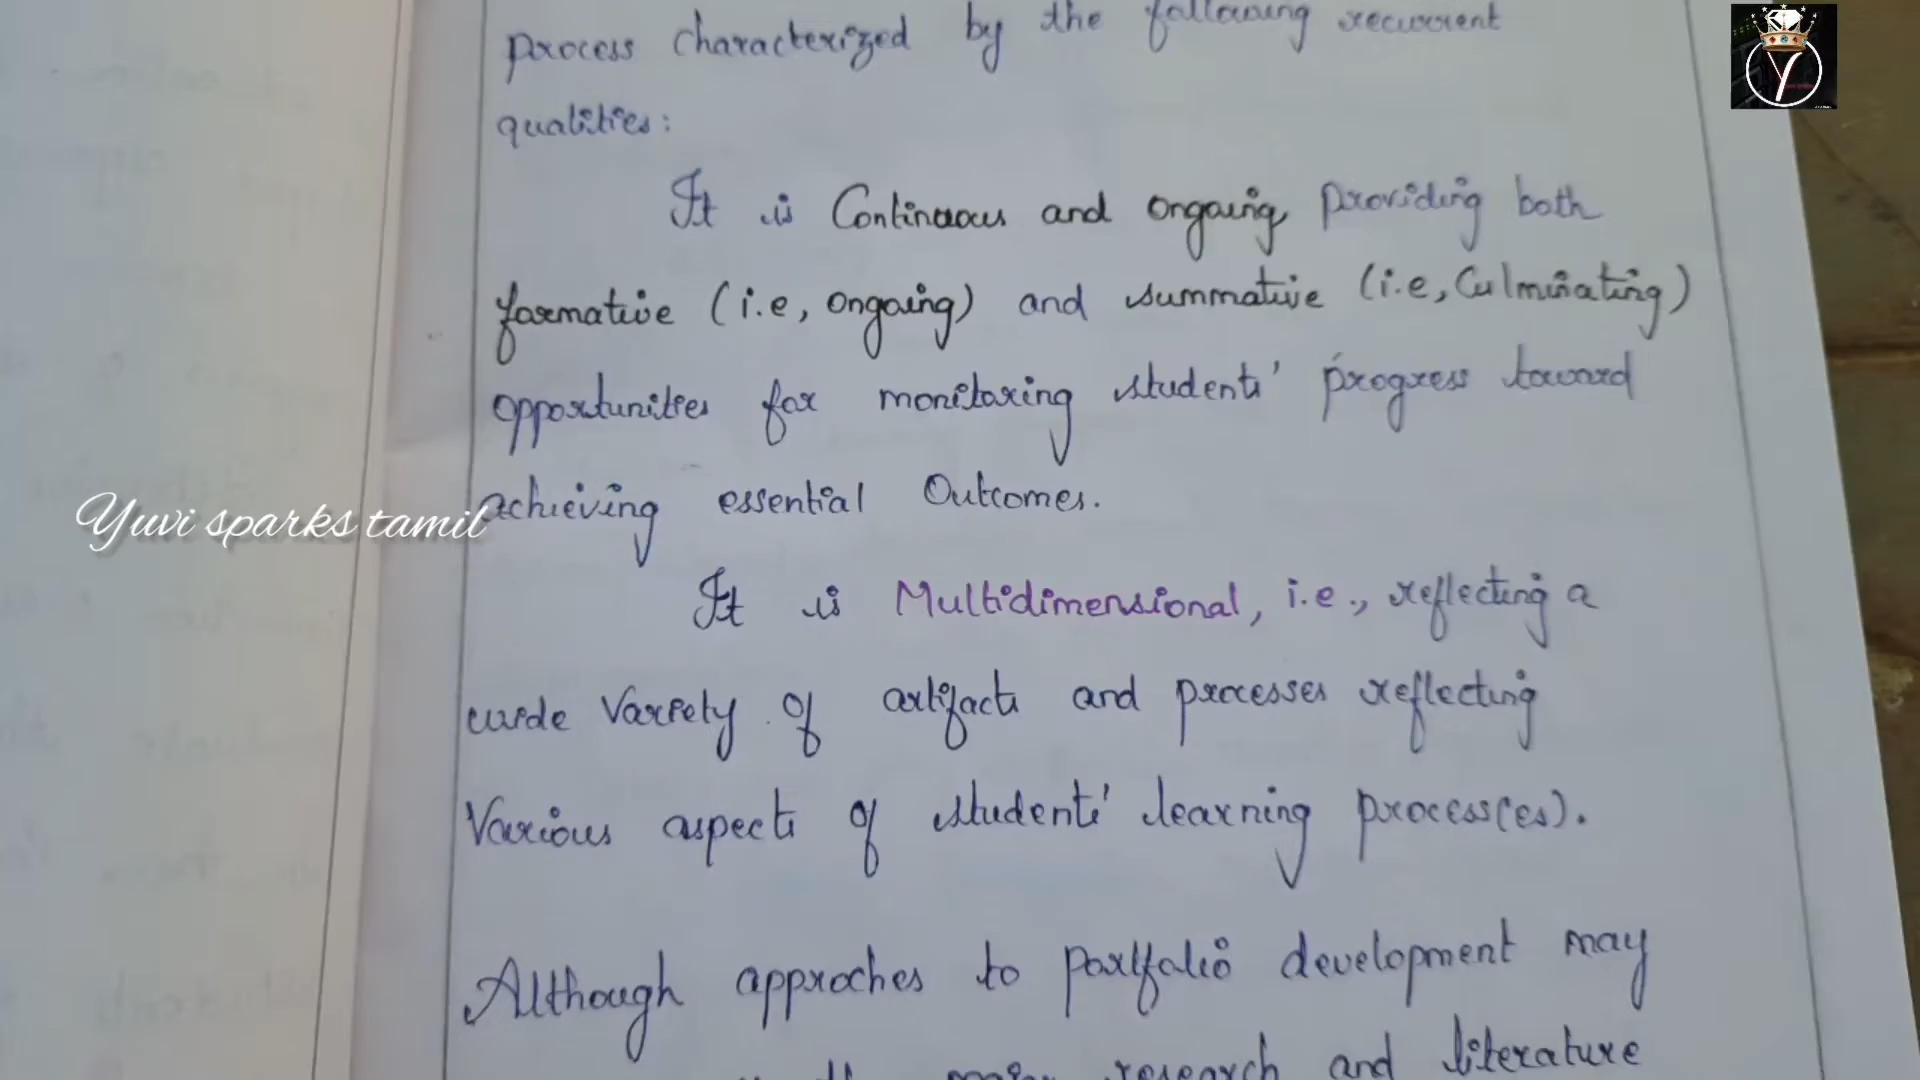 process characterized by the following recurrent
qualities:
It is Continuous and ongoing, providing both
formative (i.e, ongoing) and summative (i.e, Culminating)
opportunities for monitoring students' progress toward
achieving essential Outcomes.
Yuvi sparks tamil
It is Multidimensional, i.e., reflecting a
wide Variety of artifacts and processes reflecting
Various aspects of students' learning process(es).
Although approches to portfolio development may
research and literature